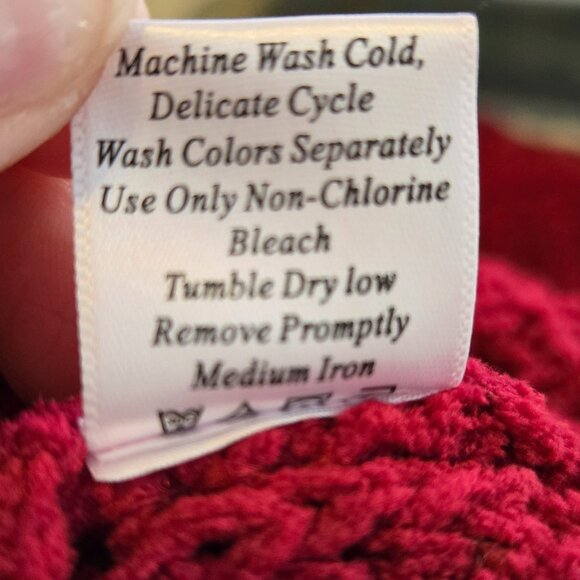 Machine Wash Cold,
Delicate Cycle
Wash Colors Separately
Use Only Non-Chlorine
Bleach
Tumble Dry low
Remove Promptly
Medium Iron